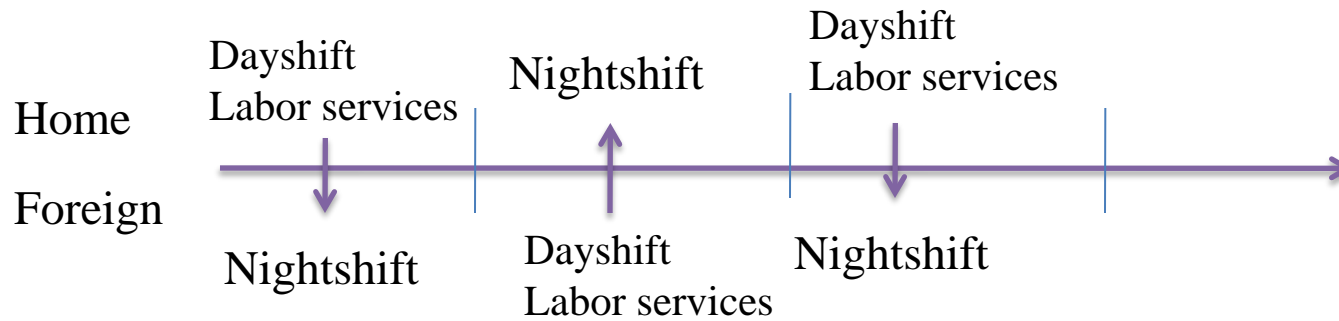 Dayshift
Labor services
Nightshift
Dayshift
Labor services
Home
Foreign
Nightshift
Dayshift
Labor services
Nightshift